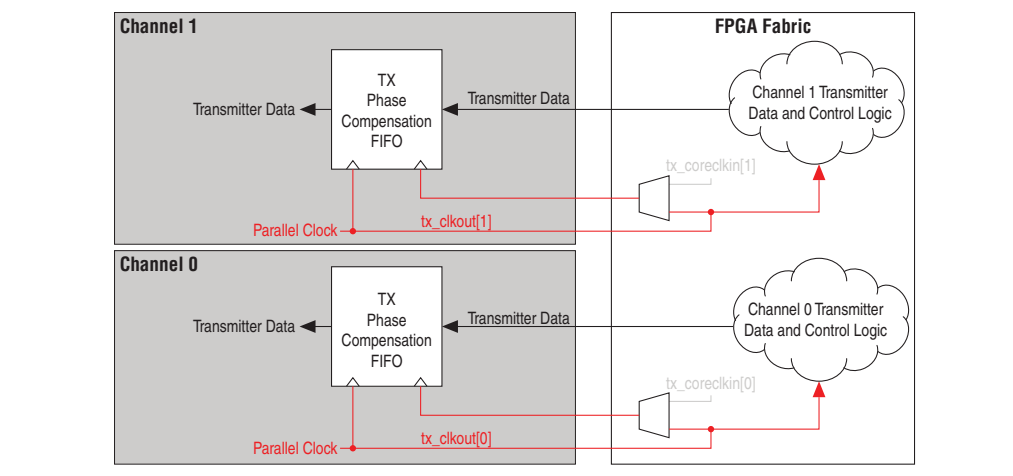 Channel 1
FPGA Fabric
TX
Phase
Compensation
FIFO
Transmitter Data
Transmitter Data
Channel 1 Transmitter
Data and Control Logic
tx_coreclkin[1]
tx_clkout[1]
Parallel Clock
Channel 0
TX
Phase
Compensation
FIFO
Transmitter Data
Transmitter Data
Channel 0 Transmitter
Data and Control Logic
tx_coreclkin[0]
tx_clkout[0]
Parallel Clock